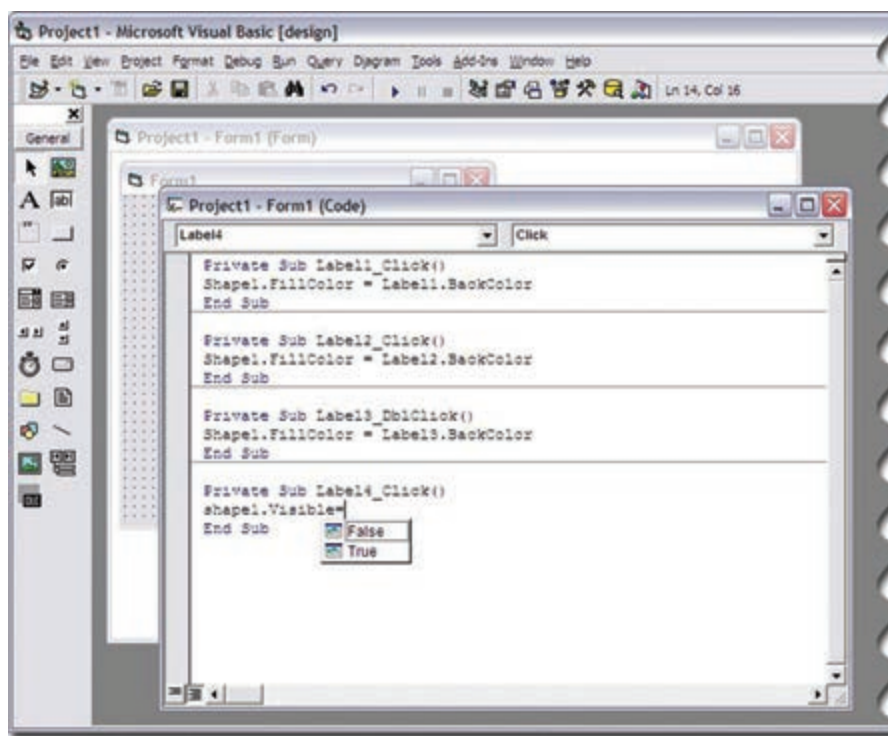 Project1 - Microsoft Visual Basic [design]
File Edit View Project Format Debug Run Query Diagram Tools Add-Ins Window Help
Ln 14, Col 16
General
Project1 - Form1 (Form)
Form1
Project1 - Form1 (Code)
Label4 Click
Private Sub Label1_Click()
Shape1.FillColor = Label1.BackColor
End Sub
Private Sub Label2_Click()
Shape1.FillColor = Label2.BackColor
End Sub
Private Sub Label3_DblClick()
Shape1.FillColor = Label3.BackColor
End Sub
Private Sub Label4_Click()
shape1.Visible=
End Sub
False
True